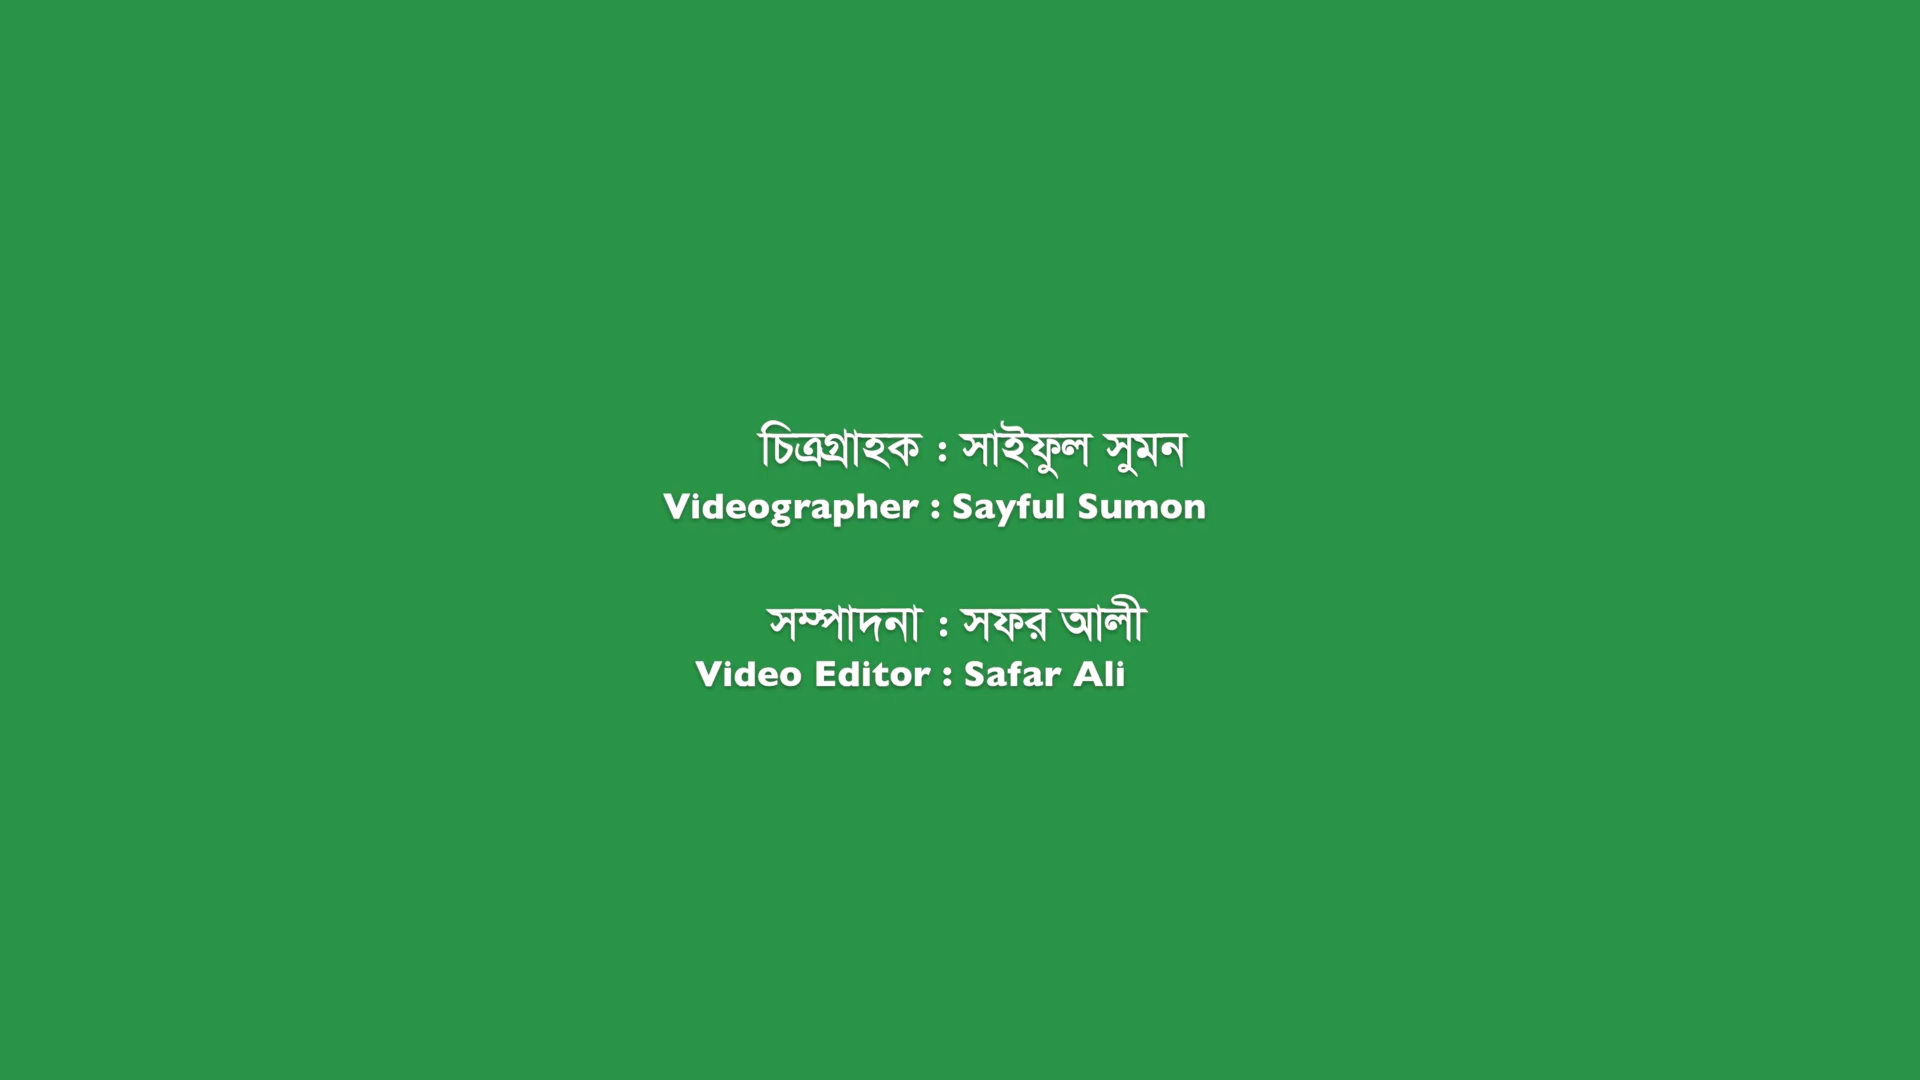 চিত্রগ্রাহক : সাইফুল সুমন
Videographer : Sayful Sumon
সম্পাদনা : সফর আলী
Video Editor : Safar Ali